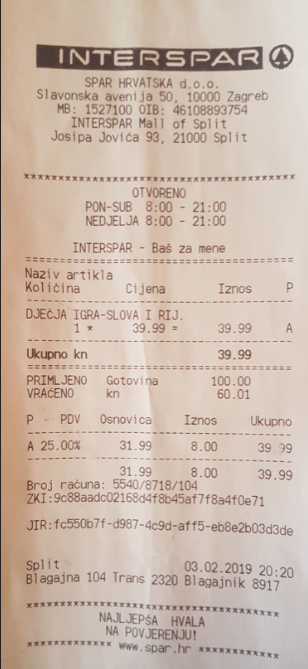 INTERSPAR
SPAR HRVATSKA d.o.o.
Slavonska avenija 50, 10000 Zagreb
MB: 1527100 OIB: 46108893754
INTERSPAR Mall of Split
Josipa Jovića 93, 21000 Split
************************************
OTVORENO
PON-SUB 8:00 - 21:00
NEDJELJA 8:00 - 21:00
INTERSPAR - Baš za mene
====================================
Naziv artikla
Količina Cijena Iznos P
------------------------------------
DJEČJA IGRA-SLOVA I RIJ.
1 * 39.99 = 39.99 A
------------------------------------
Ukupno kn 39.99
====================================
PRIMLJENO Gotovina 100.00
VRAĆENO kn 60.01
P - PDV Osnovica Iznos Ukupno
------------------------------------
A 25.00% 31.99 8.00 39.99
------------------------------------
31.99 8.00 39.99
Broj računa: 5540/8718/104
ZKI:9c88aadc02168d4f8b45af7f8a4f0e71
JIR:fc550b7f-d987-4c9d-aff5-eb8e2b03d3de
Split 03.02.2019 20:20
Blagajna 104 Trans 2320 Blagajnik 8917
************************************
NAJLJEPŠA HVALA
NA POVJERENJU!
************ www.spar.hr ************